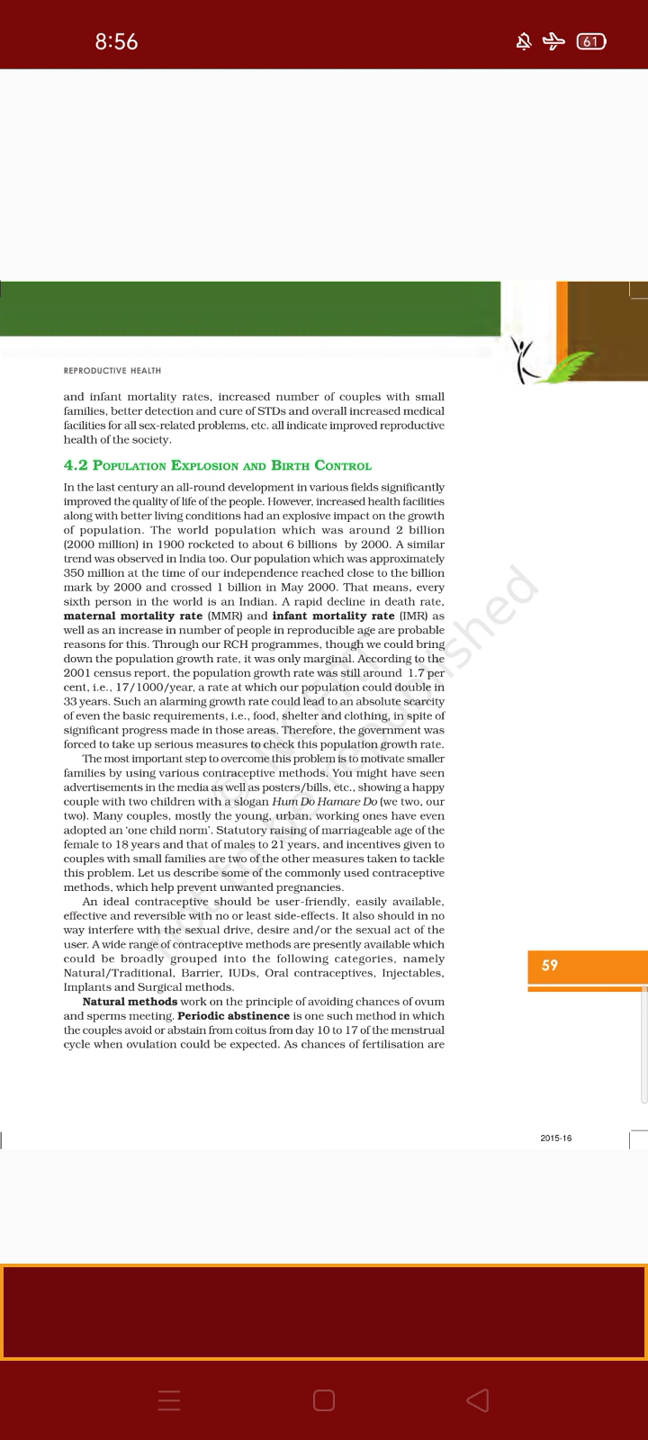 8:56
61
REPRODUCTIVE HEALTH
and infant mortality rates, increased number of couples with small
families, better detection and cure of STDs and overall increased medical
facilities for all sex-related problems, etc. all indicate improved reproductive
health of the society.
4.2 POPULATION EXPLOSION AND BIRTH CONTROL
In the last century an all-round development in various fields significantly
improved the quality of life of the people. However, increased health facilities
along with better living conditions had an explosive impact on the growth
of population. The world population which was around 2 billion
(2000 million) in 1900 rocketed to about 6 billions by 2000. A similar
trend was observed in India too. Our population which was approximately
350 million at the time of our independence reached close to the billion
mark by 2000 and crossed 1 billion in May 2000. That means, every
sixth person in the world is an Indian. A rapid decline in death rate,
maternal mortality rate (MMR) and infant mortality rate (IMR) as
well as an increase in number of people in reproducible age are probable
reasons for this. Through our RCH programmes, though we could bring
down the population growth rate, it was only marginal. According to the
2001 census report, the population growth rate was still around 1.7 per
cent, i.e., 17/1000/year, a rate at which our population could double in
33 years. Such an alarming growth rate could lead to an absolute scarcity
of even the basic requirements, i.e., food, shelter and clothing, in spite of
significant progress made in those areas. Therefore, the government was
forced to take up serious measures to check this population growth rate.
The most important step to overcome this problem is to motivate smaller
families by using various contraceptive methods. You might have seen
advertisements in the media as well as posters/bills, etc., showing a happy
couple with two children with a slogan Hum Do Hamare Do (we two, our
two). Many couples, mostly the young, urban, working ones have even
adopted an 'one child norm'. Statutory raising of marriageable age of the
female to 18 years and that of males to 21 years, and incentives given to
couples with small families are two of the other measures taken to tackle
this problem. Let us describe some of the commonly used contraceptive
methods, which help prevent unwanted pregnancies.
An ideal contraceptive should be user-friendly, easily available,
effective and reversible with no or least side-effects. It also should in no
way interfere with the sexual drive, desire and/or the sexual act of the
user. A wide range of contraceptive methods are presently available which
could be broadly grouped into the following categories, namely
Natural/Traditional, Barrier, IUDs, Oral contraceptives, Injectables,
Implants and Surgical methods.
Natural methods work on the principle of avoiding chances of ovum
and sperms meeting. Periodic abstinence is one such method in which
the couples avoid or abstain from coitus from day 10 to 17 of the menstrual
cycle when ovulation could be expected. As chances of fertilisation are
59
2015-16
© NCERT
not to be republished